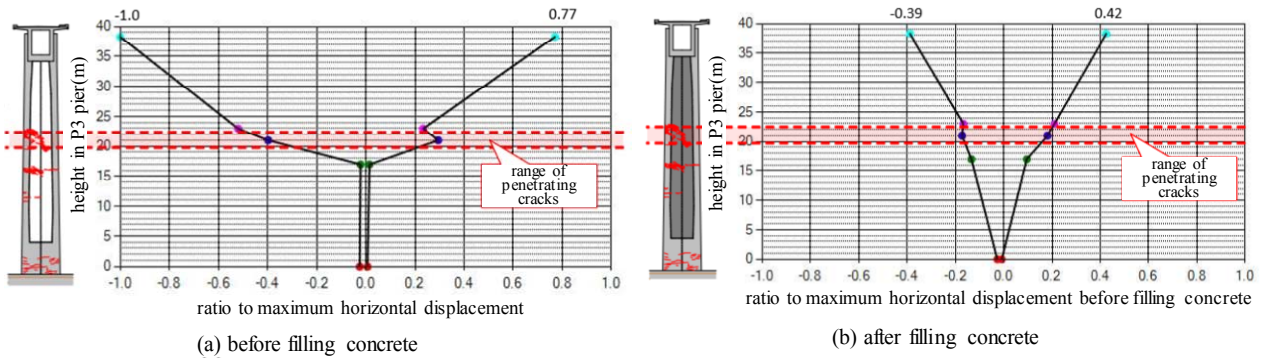 -1.0 0.77
40
35
30
25
20
15
10
5
0
height in P3 pier(m)
range of
penetrating
cracks
-1.0 -0.8 -0.6 -0.4 -0.2 0.0 0.2 0.4 0.6 0.8 1.0
ratio to maximum horizontal displacement
(a) before filling concrete
-0.39 0.42
40
35
30
25
20
15
10
5
0
height in P3 pier(m)
range of
penetrating
cracks
-1.0 -0.8 -0.6 -0.4 -0.2 0.0 0.2 0.4 0.6 0.8 1.0
ratio to maximum horizontal displacement before filling concrete
(b) after filling concrete